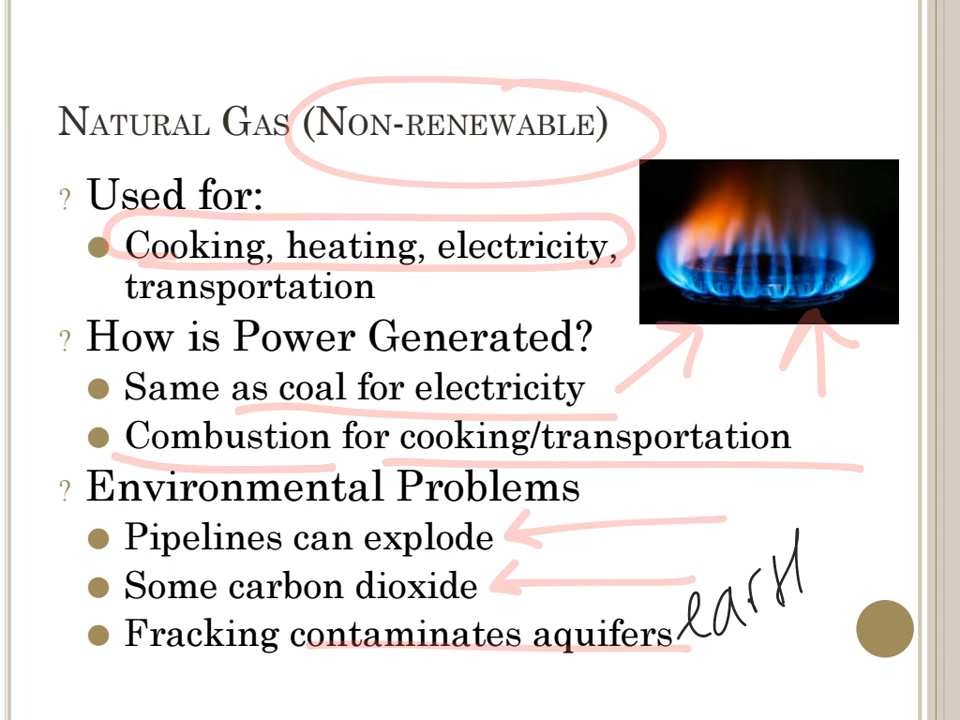 Natural Gas (Non-renewable)
? Used for:
Cooking, heating, electricity,
transportation
? How is Power Generated?
Same as coal for electricity
Combustion for cooking/transportation
? Environmental Problems
Pipelines can explode
Some carbon dioxide
Fracking contaminates aquifers